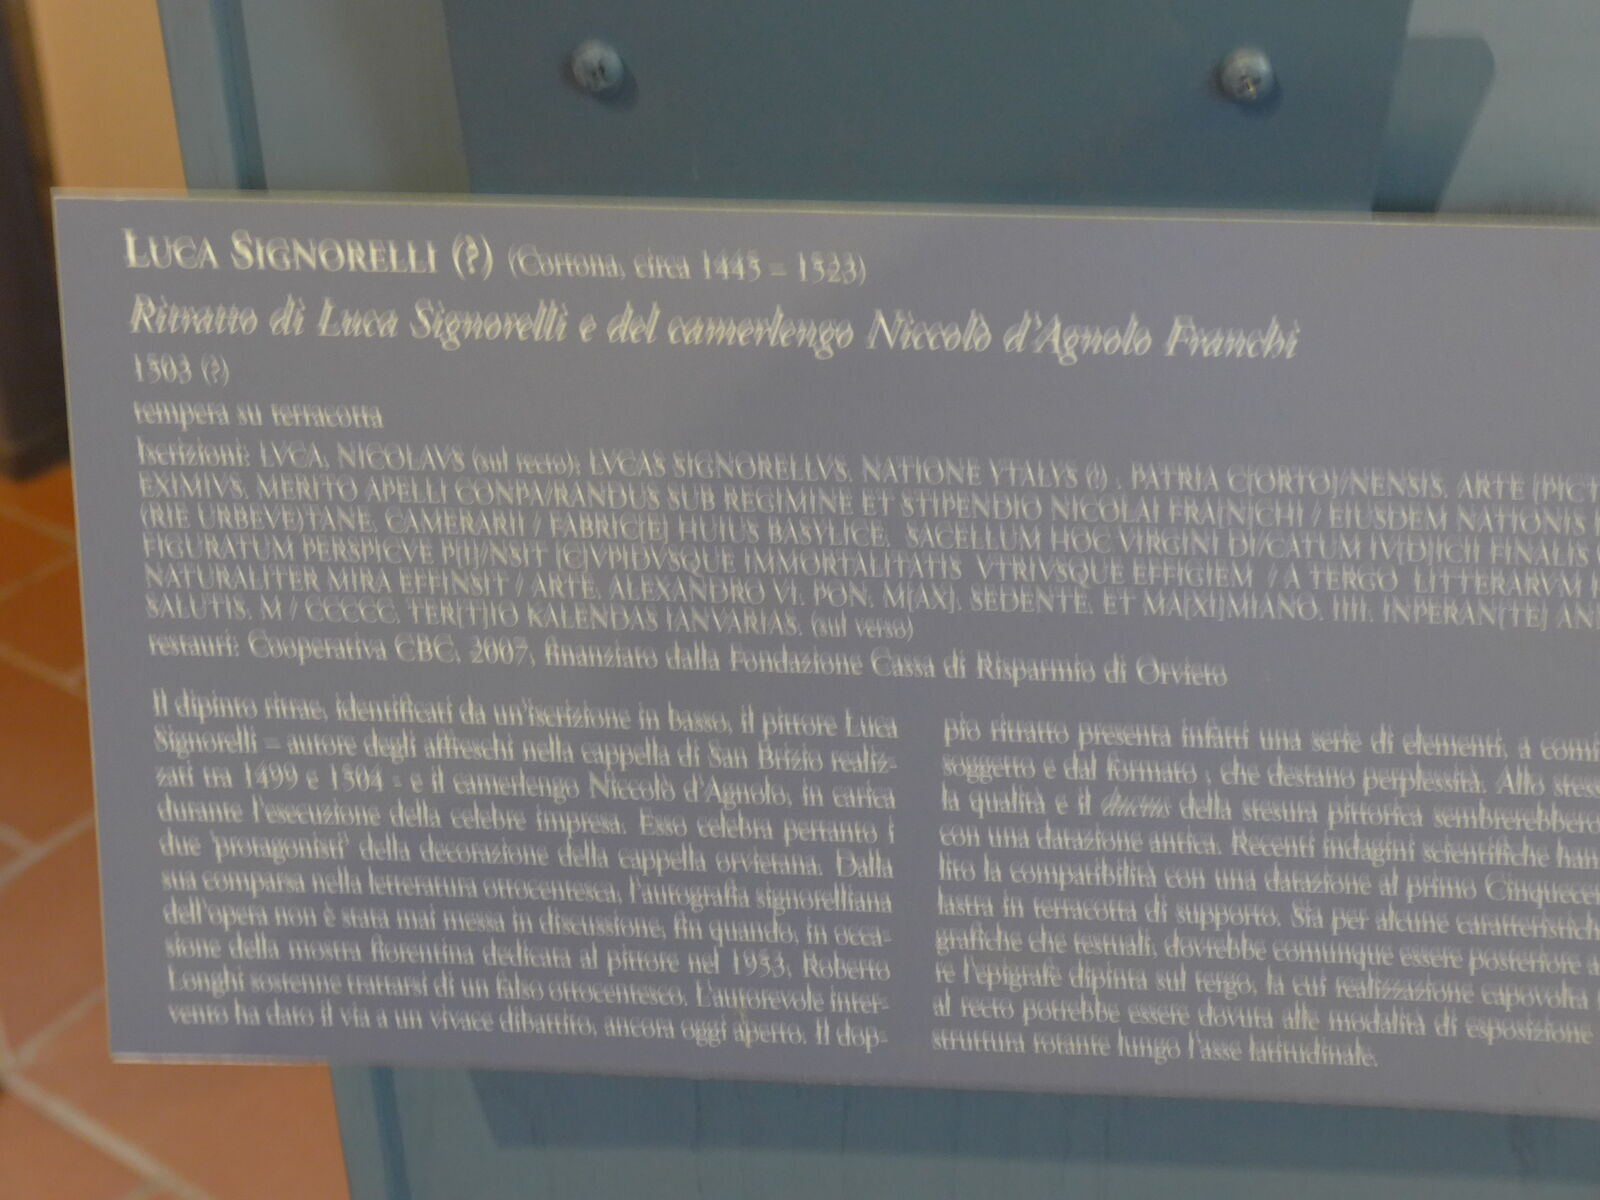 LUCA SIGNORELLI (?) (Cortona, circa 1445 – 1523)
Ritratto di Luca Signorelli e del camerlengo Niccolò d'Agnolo Franchi
1503 (?)
tempera su terracotta
Iscrizioni: LVCA, NICOLAVS (sul recto); LVCAS SIGNORELLVS. NATIONE YTALVS (!) . PATRIA C[ORTO]/NENSIS. ARTE [PICT
EXIMIVS. MERITO APELLI CONPA/RANDUS SUB REGIMINE ET STIPENDIO NICOLAI FRA[N]CHI / EIUSDEM NATIONIS
(RIE URBEVE)TANE. CAMERARII / FABRIC[E] HUIUS BASYLICE. SACELLUM HOC VIRGINI DI/CATUM IV[D]ICII FINALIS
FIGURATUM PERSPICVE P[I]/NSIT [C]VPIDVSQUE IMMORTALITATIS VTRIVSQUE EFFIGIEM / A TERGO LITTERARVM
NATURALITER MIRA EFFINSIT / ARTE. ALEXANDRO VI. PON. M[AX]. SEDENTE. ET MA[XI]MIANO. IIII. INPERAN[TE] AN
SALUTIS. M / CCCCC. TER[T]IO KALENDAS IANVARIAS. (sul verso)
restauri: Cooperativa CBC, 2007, finanziato dalla Fondazione Cassa di Risparmio di Orvieto
Il dipinto ritrae, identificati da un'iscrizione in basso, il pittore Luca
Signorelli – autore degli affreschi nella cappella di San Brizio realiz-
zati tra 1499 e 1504 - e il camerlengo Niccolò d'Agnolo, in carica
durante l'esecuzione della celebre impresa. Esso celebra pertanto i
due 'protagonisti' della decorazione della cappella orvietana. Dalla
sua comparsa nella letteratura ottocentesca, l'autografia signorelliana
dell'opera non è stata mai messa in discussione, fin quando, in occa-
sione della mostra fiorentina dedicata al pittore nel 1953, Roberto
Longhi sostenne trattarsi di un falso ottocentesco. L'autorevole inter-
vento ha dato il via a un vivace dibattito, ancora oggi aperto. Il dop-
pio ritratto presenta infatti una serie di elementi, a comi
soggetto e dal formato , che destano perplessità. Allo stess
la qualità e il ductus della stesura pittorica sembrerebbero
con una datazione antica. Recenti indagini scientifiche han
lito la compatibilità con una datazione al primo Cinquecen
lastra in terracotta di supporto. Sia per alcune caratteristich
grafiche che testuali, dovrebbe comunque essere posteriore a
re l'epigrafe dipinta sul tergo, la cui realizzazione capovolta
al recto potrebbe essere dovuta alle modalità di esposizione
struttura rotante lungo l'asse latitudinale.